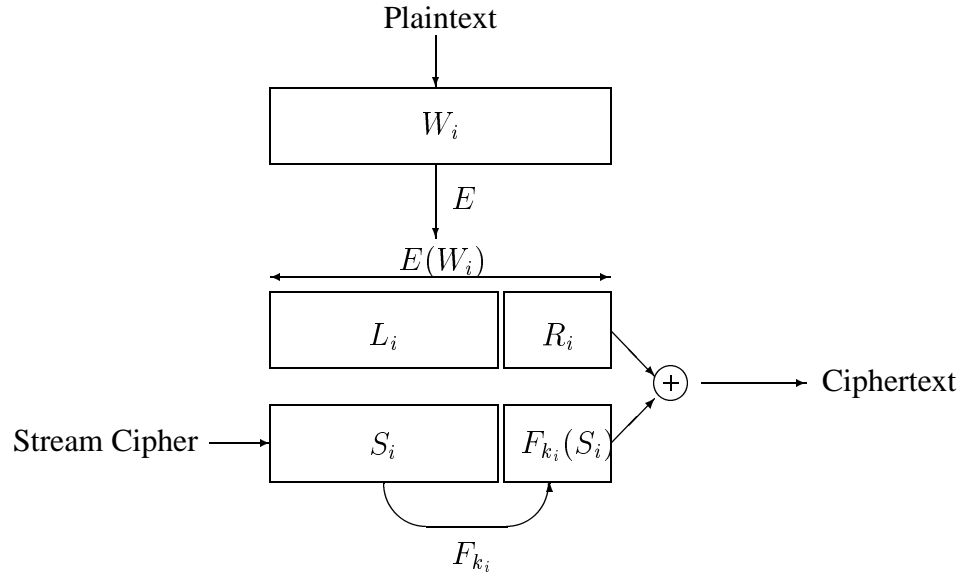 Plaintext
W_i
E
E(W_i)
L_i
R_i
+
Ciphertext
Stream Cipher
S_i
F_{k_i}(S_i)
F_{k_i}